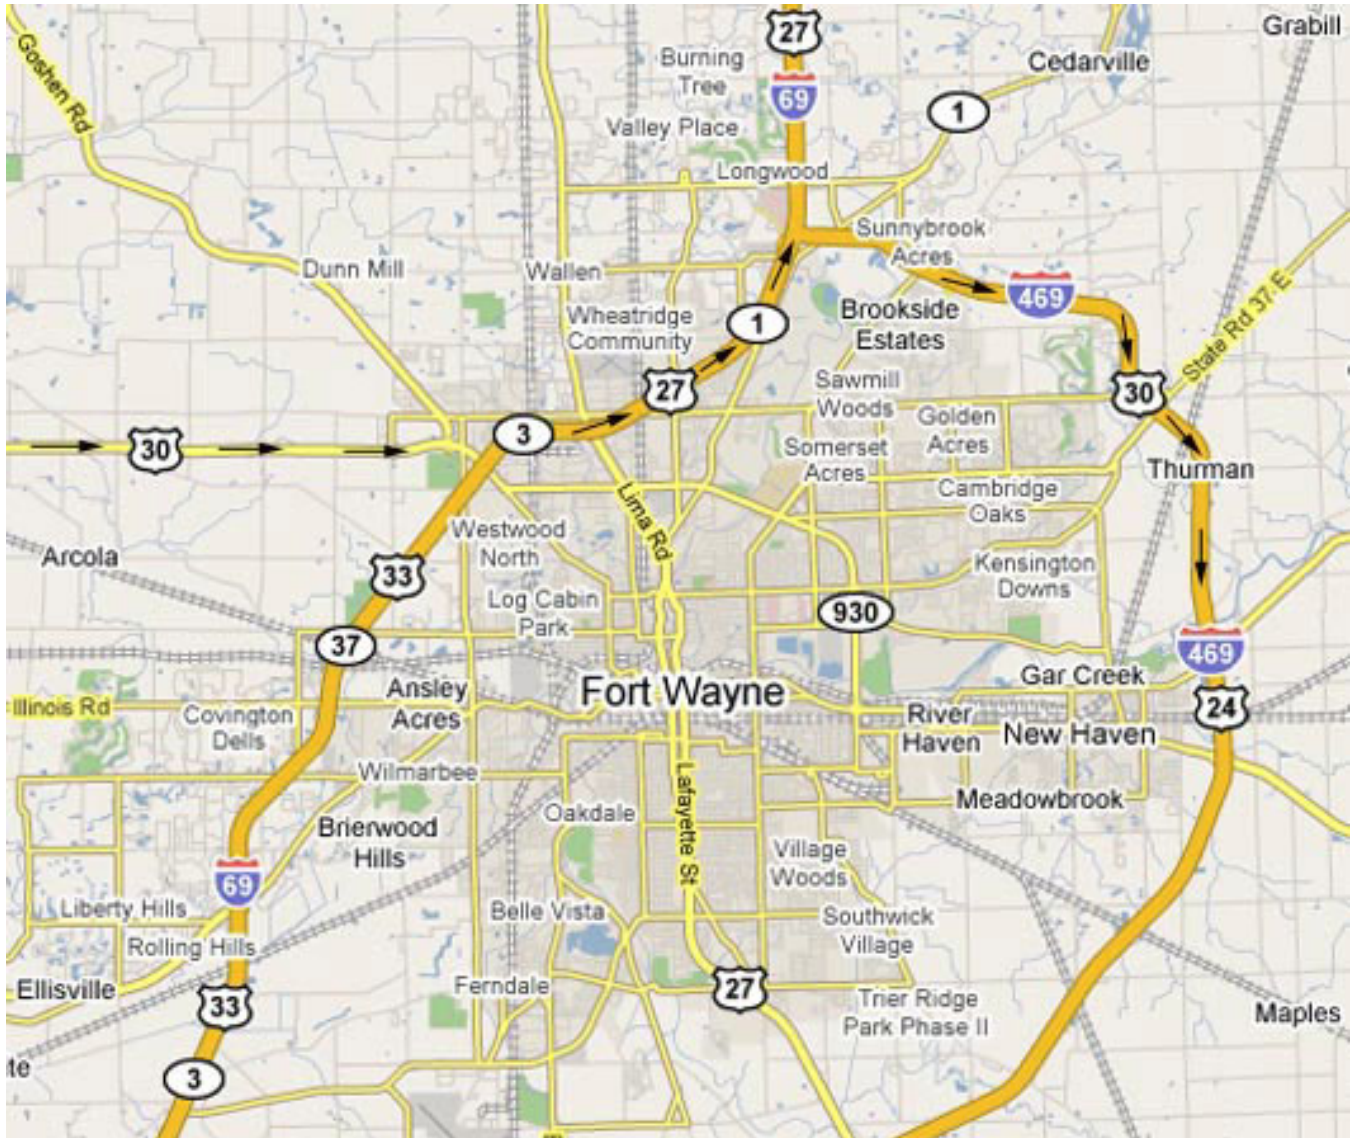 Grabill
27
Burning
Tree
Cedarville
Goshen Rd
69
1
Valley Place
Longwood
Sunnybrook
Acres
Dunn Mill
Wallen
469
Brookside
Estates
Wheatridge
Community
1
State Rd 37 E
27
Sawmill
Woods
30
Golden
Acres
3
30
Somerset
Acres
Thurman
Cambridge
Oaks
Lima Rd
Westwood
North
Arcola
33
Kensington
Downs
Log Cabin
Park
930
37
469
Gar Creek
Ansley
Acres
Fort Wayne
Illinois Rd
Covington
Dells
River
Haven
24
New Haven
Wilmarbee
Meadowbrook
Lafayette St
Oakdale
Brierwood
Hills
Village
Woods
69
Liberty Hills
Belle Vista
Southwick
Village
Rolling Hills
Ellisville
Ferndale
27
33
Trier Ridge
Park Phase II
Maples
te
3